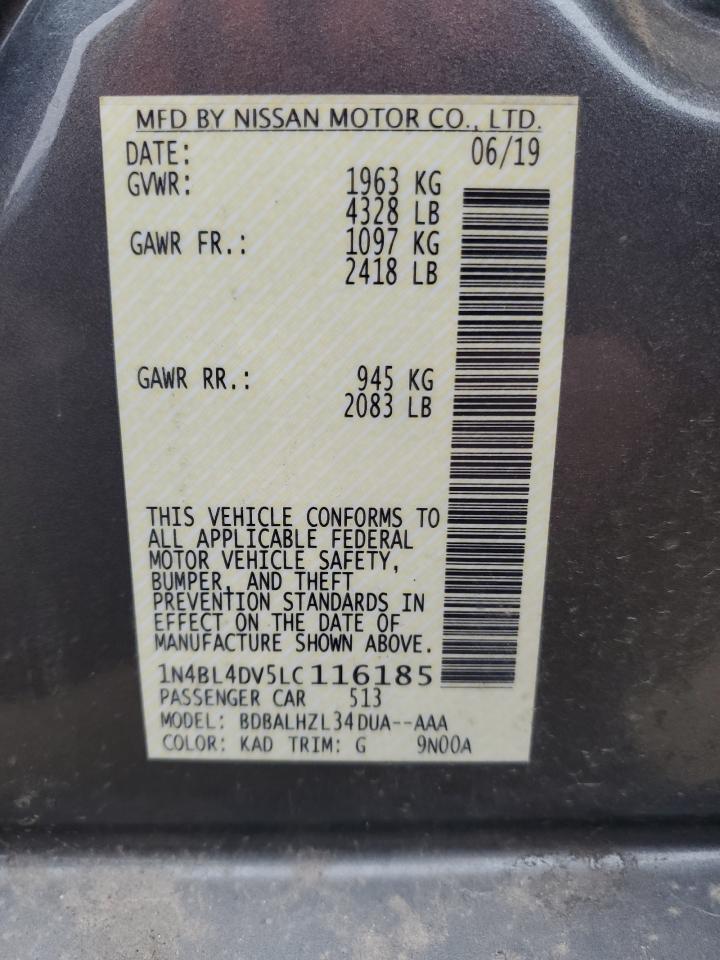 MFD BY NISSAN MOTOR CO., LTD.
DATE: 06/19
GVWR: 1963 KG
4328 LB
GAWR FR.: 1097 KG
2418 LB
GAWR RR.: 945 KG
2083 LB
THIS VEHICLE CONFORMS TO
ALL APPLICABLE FEDERAL
MOTOR VEHICLE SAFETY,
BUMPER, AND THEFT
PREVENTION STANDARDS IN
EFFECT ON THE DATE OF
MANUFACTURE SHOWN ABOVE.
1N4BL4DV5LC116185
PASSENGER CAR 513
MODEL: BDBALHZL34DUA--AAA
COLOR: KAD TRIM: G 9N00A